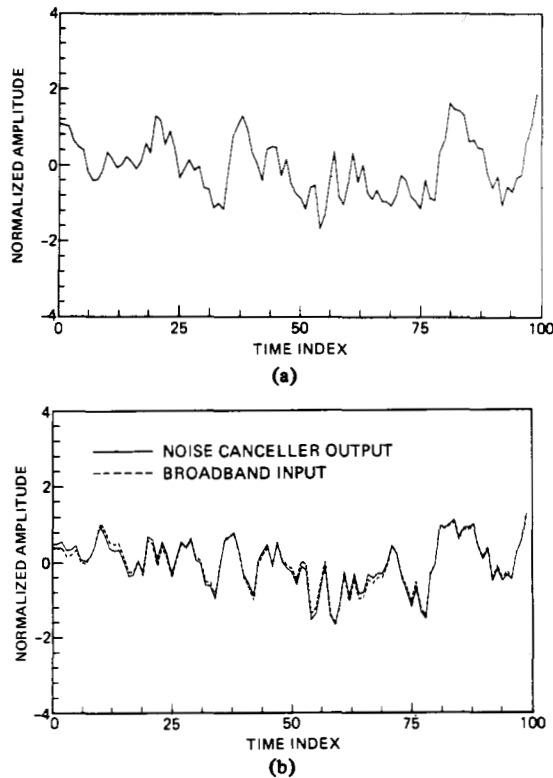 4
2
0
-2
-4
NORMALIZED AMPLITUDE
0 25 50 75 100
TIME INDEX
(a)
4
2
0
-2
-4
NORMALIZED AMPLITUDE
NOISE CANCELLER OUTPUT
BROADBAND INPUT
0 25 50 75 100
TIME INDEX
(b)